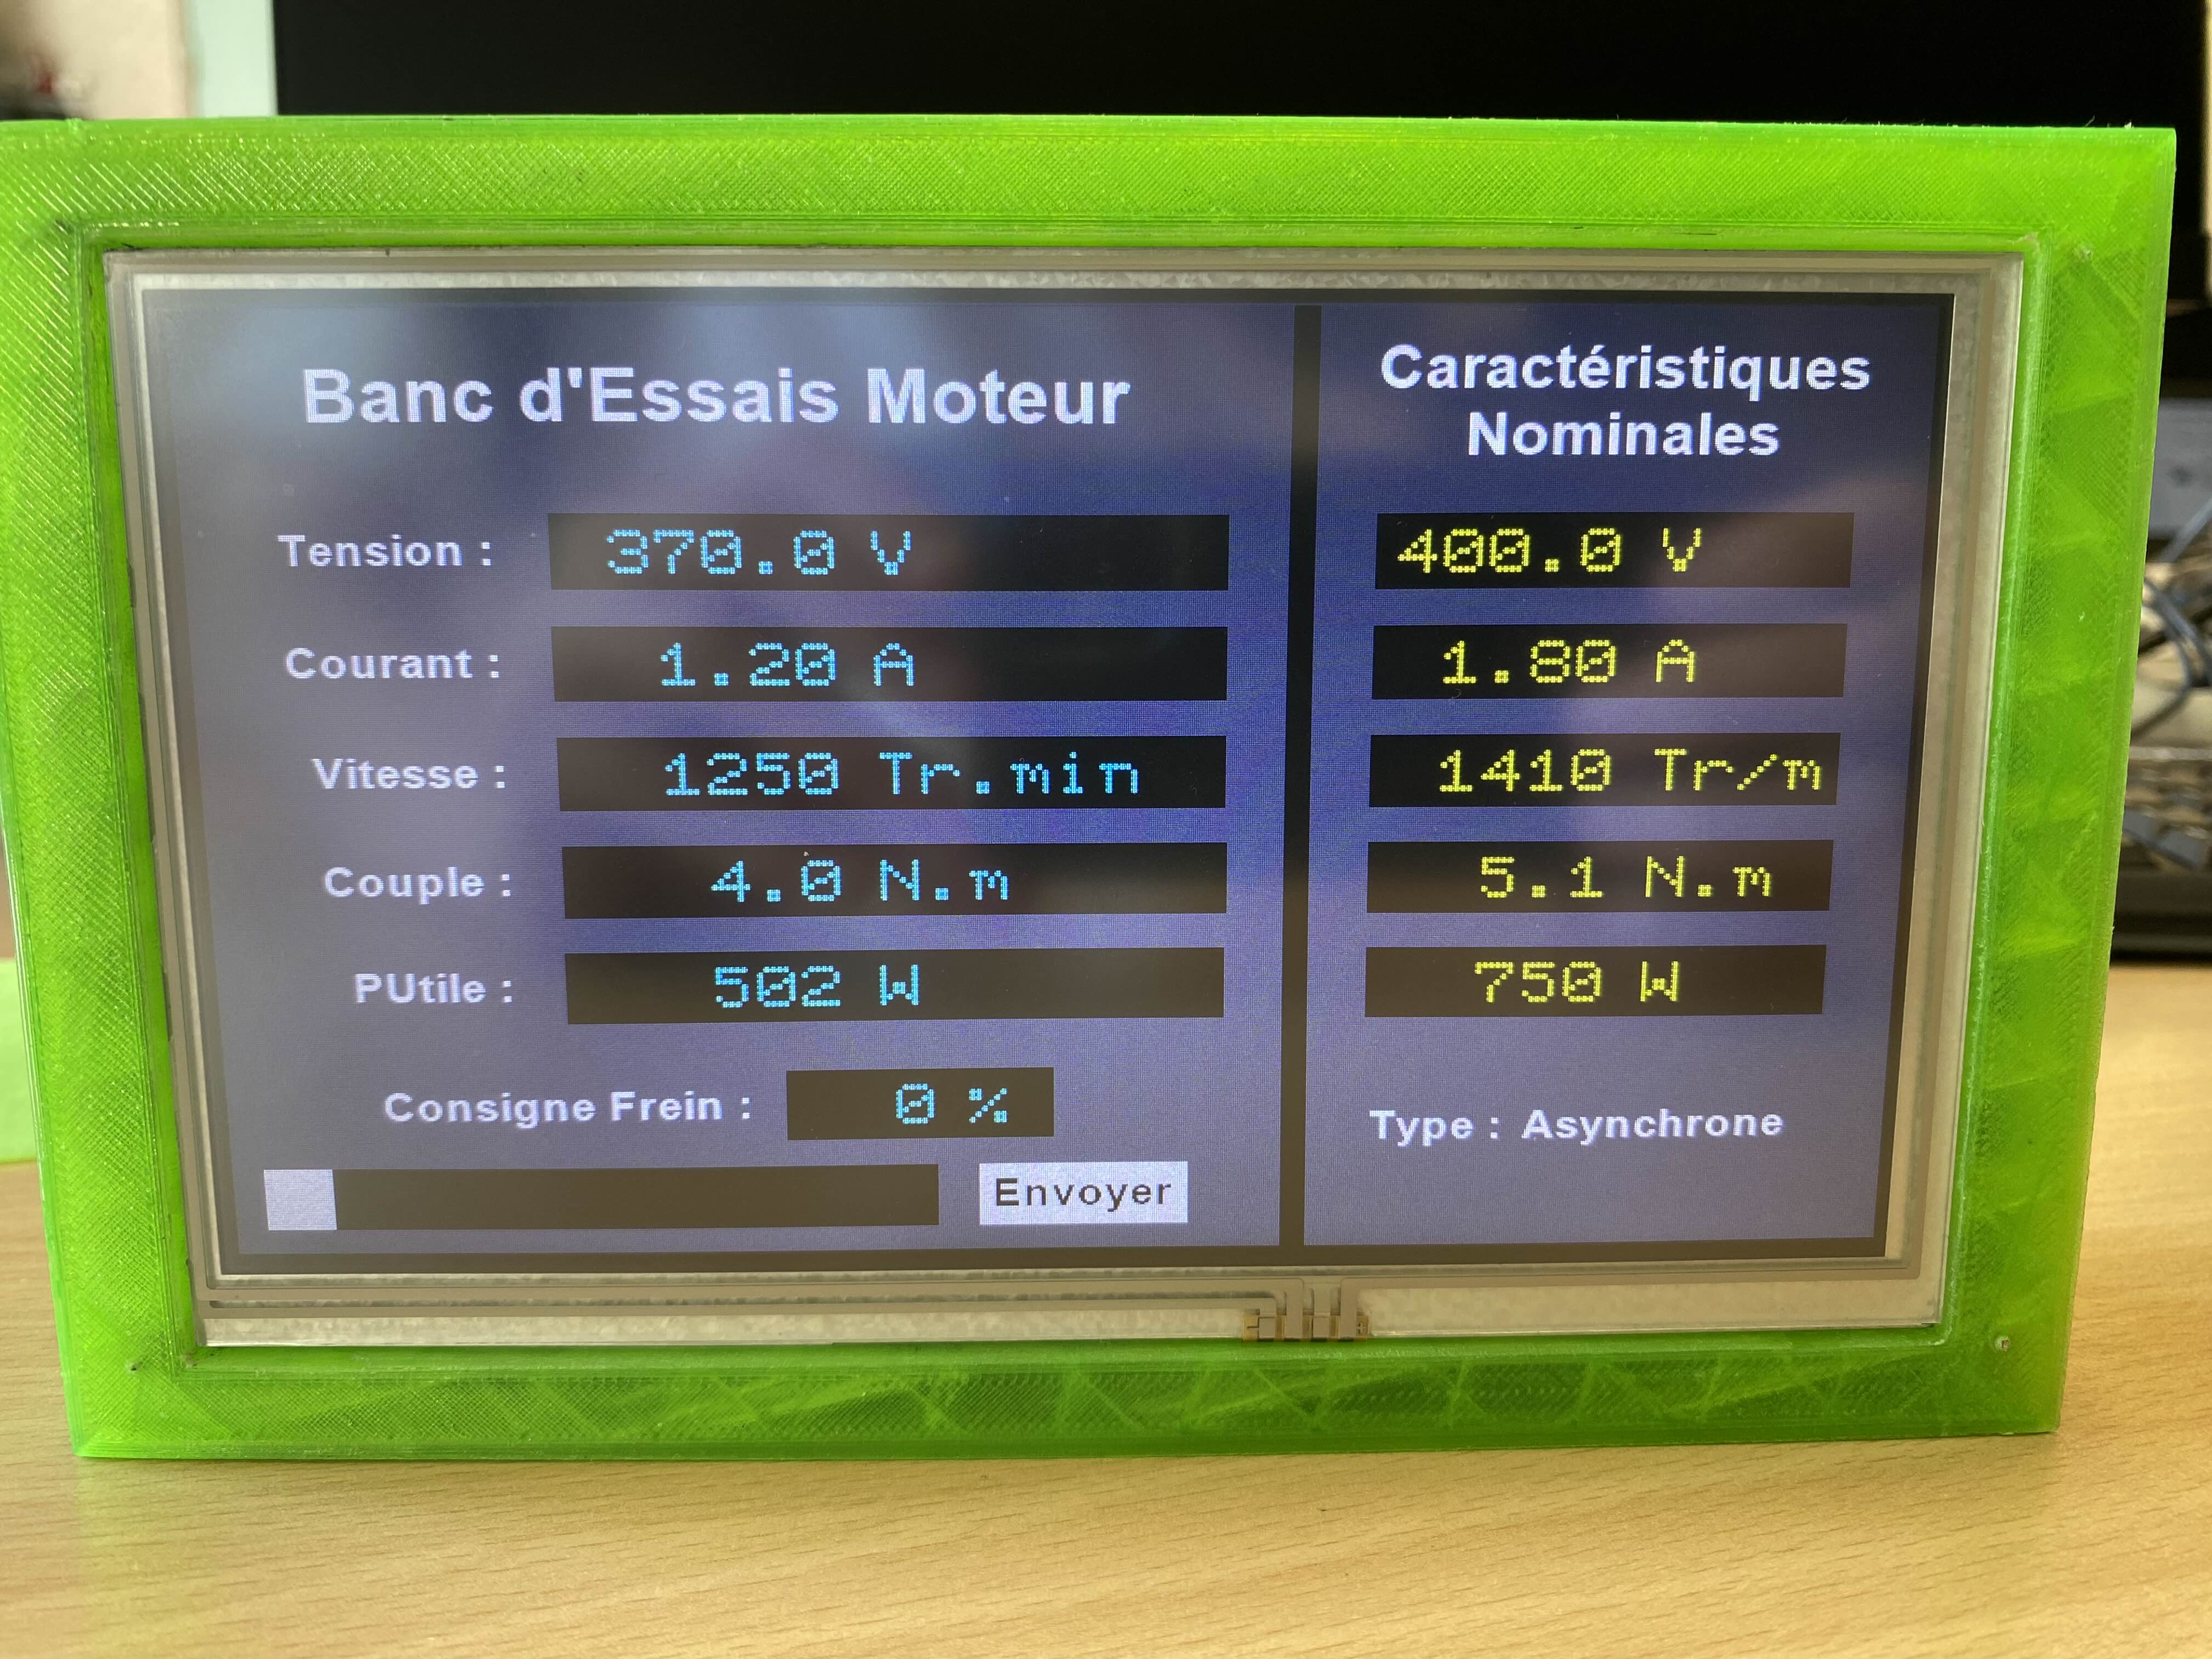 Banc d'Essais Moteur
Tension : 370.0 V
Courant : 1.20 A
Vitesse : 1250 Tr.min
Couple : 4.0 N.m
PUtile : 502 W
Consigne Frein : 0 %
Envoyer
Caractéristiques
Nominales
400.0 V
1.80 A
1410 Tr/m
5.1 N.m
750 W
Type : Asynchrone